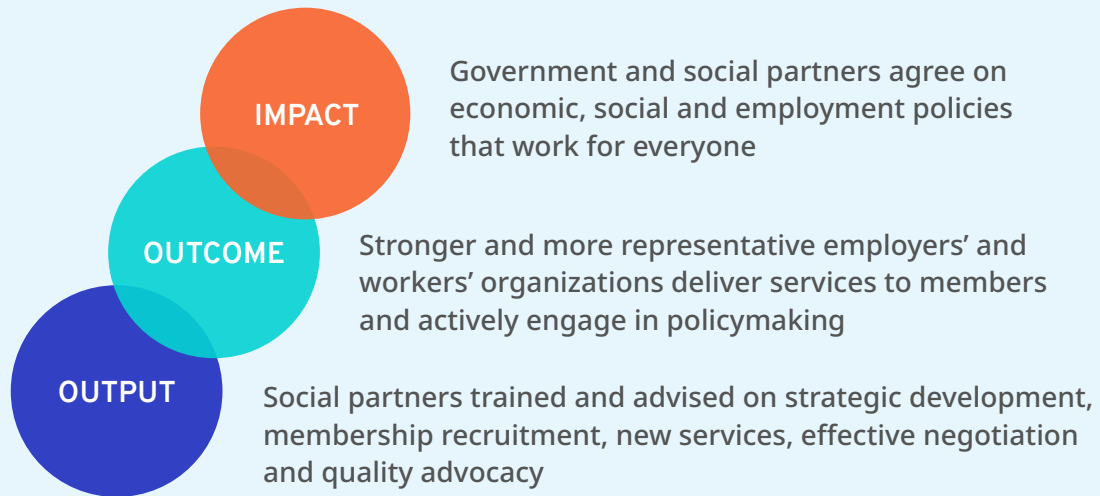 IMPACT
Government and social partners agree on
economic, social and employment policies
that work for everyone
OUTCOME
Stronger and more representative employers’ and
workers’ organizations deliver services to members
and actively engage in policymaking
OUTPUT
Social partners trained and advised on strategic development,
membership recruitment, new services, effective negotiation
and quality advocacy